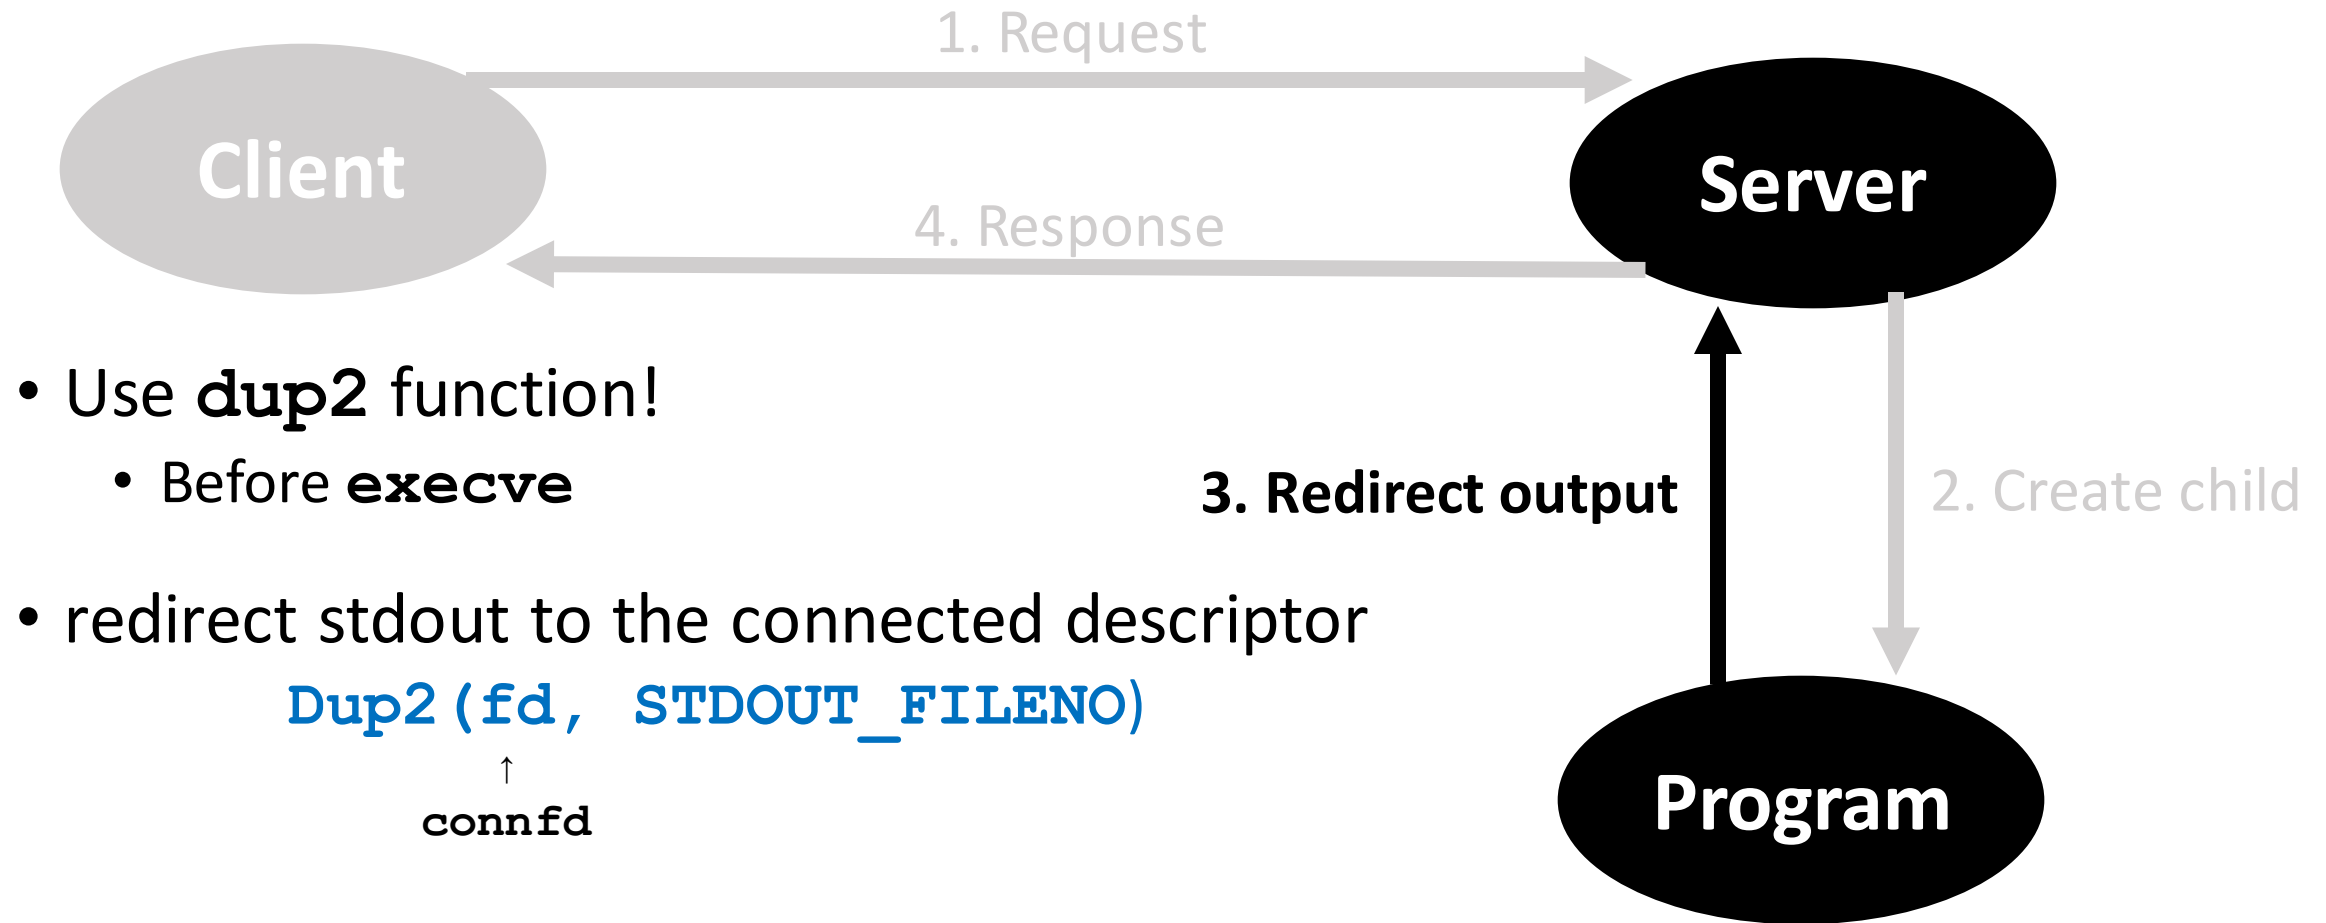 1. Request
Client
Server
4. Response
• Use dup2 function!
• Before execve
3. Redirect output
2. Create child
• redirect stdout to the connected descriptor
Dup2(fd, STDOUT_FILENO)
↑
connfd
Program